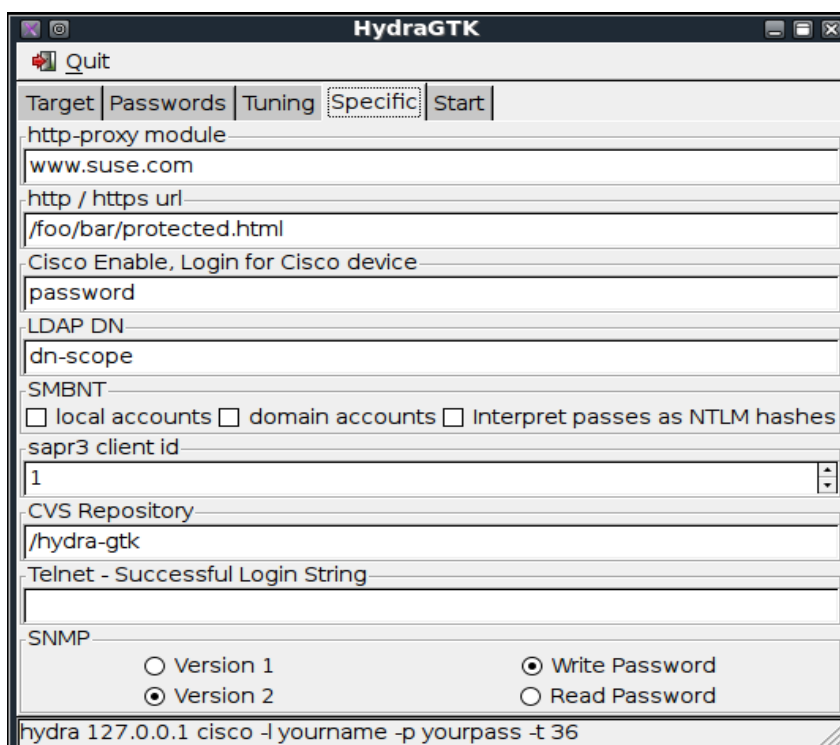 HydraGTK
Quit
Target Passwords Tuning Specific Start
http-proxy module
www.suse.com
http / https url
/foo/bar/protected.html
Cisco Enable, Login for Cisco device
password
LDAP DN
dn-scope
SMBNT
local accounts domain accounts Interpret passes as NTLM hashes
sapr3 client id
1
CVS Repository
/hydra-gtk
Telnet - Successful Login String
SNMP
Version 1 Write Password
Version 2 Read Password
hydra 127.0.0.1 cisco -l yourname -p yourpass -t 36